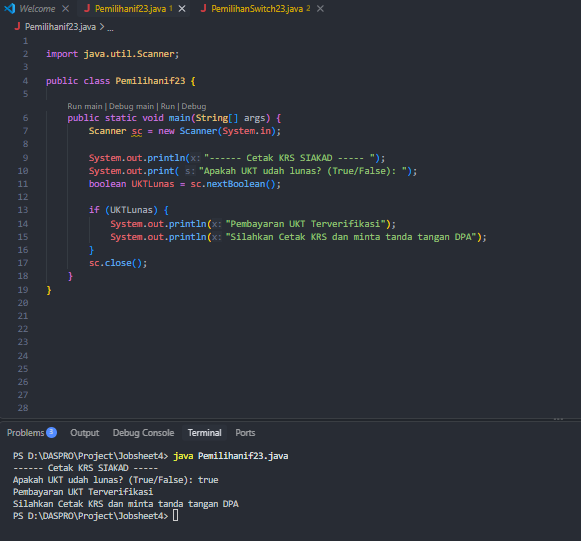 Welcome Pemilihanif23.java 1 PemilihanSwitch23.java 2
Pemilihanif23.java > ...
1
2 import java.util.Scanner;
3
4 public class Pemilihanif23 {
5
Run main | Debug main | Run | Debug
6 public static void main(String[] args) {
7 Scanner sc = new Scanner(System.in);
8
9 System.out.println(x: "------ Cetak KRS SIAKAD ----- ");
10 System.out.print( s: "Apakah UKT udah lunas? (True/False): ");
11 boolean UKTLunas = sc.nextBoolean();
12
13 if (UKTLunas) {
14 System.out.println(x: "Pembayaran UKT Terverifikasi");
15 System.out.println(x: "Silahkan Cetak KRS dan minta tanda tangan DPA");
16 }
17 sc.close();
18 }
19 }
20
21
22
23
24
25
26
27
28
Problems 3 Output Debug Console Terminal Ports
PS D:\DASPRO\Project\Jobsheet4> java Pemilihanif23.java
------ Cetak KRS SIAKAD -----
Apakah UKT udah lunas? (True/False): true
Pembayaran UKT Terverifikasi
Silahkan Cetak KRS dan minta tanda tangan DPA
PS D:\DASPRO\Project\Jobsheet4>